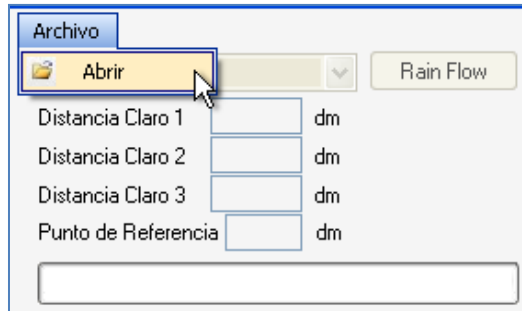 Archivo
Abrir
Rain Flow
Distancia Claro 1 dm
Distancia Claro 2 dm
Distancia Claro 3 dm
Punto de Referencia dm